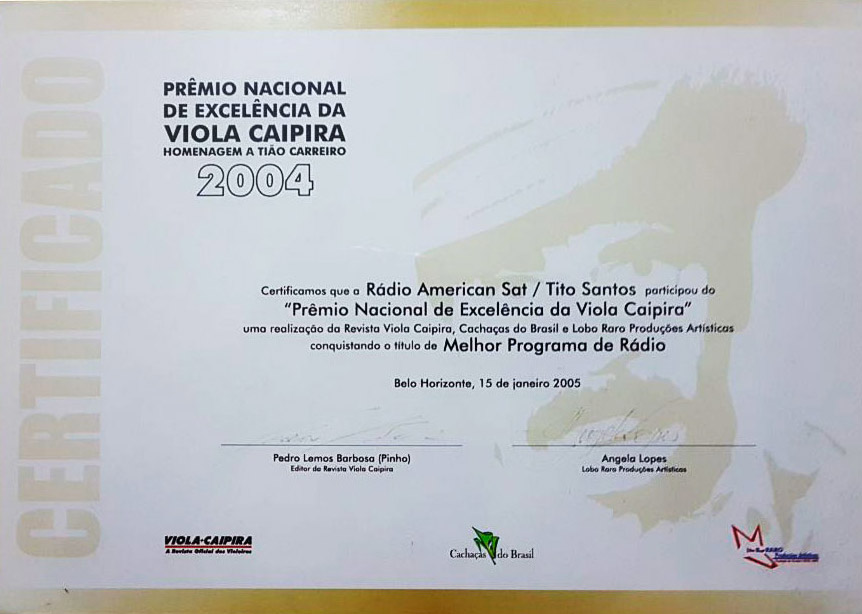 CERTIFICADO
PRÊMIO NACIONAL
DE EXCELÊNCIA DA
VIOLA CAIPIRA
HOMENAGEM A TIÃO CARREIRO
2004
Certificamos que a Rádio American Sat / Tito Santos participou do
“Prêmio Nacional de Excelência da Viola Caipira”
uma realização da Revista Viola Caipira, Cachaças do Brasil e Lobo Raro Produções Artísticas
conquistando o título de Melhor Programa de Rádio
Belo Horizonte, 15 de janeiro 2005
Angela Lopes
Pedro Lemos Barbosa (Pinho)
Editor da Revista Viola Caipira
Angela Lopes
Lobo Raro Produções Artísticas
VIOLA-CAIPIRA
A Revista Oficial dos Violeiros
Cachaças do Brasil
Produções Artísticas